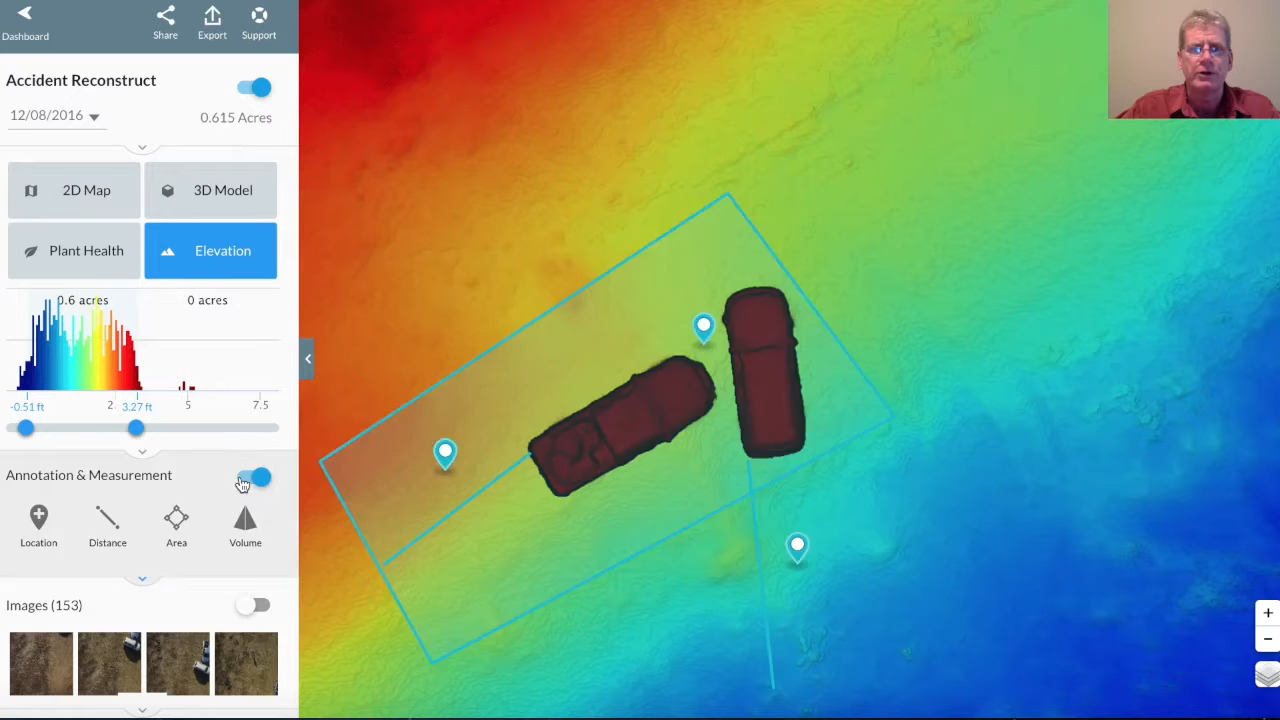 Dashboard
Share
Export
Support
Accident Reconstruct
12/08/2016
0.615 Acres
2D Map
3D Model
Plant Health
Elevation
0.6 acres
0 acres
-0.51 ft
2.
3.27 ft
5
7.5
Annotation & Measurement
Location
Distance
Area
Volume
Images (153)
+
−